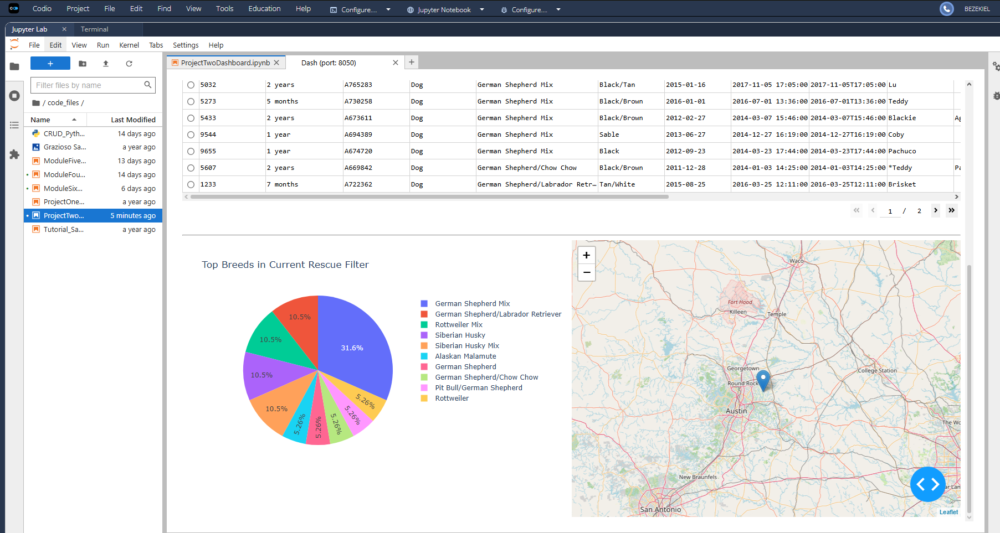 Codio Project File Edit Find View Tools Education Help Configure.... Jupyter Notebook Configure.... BEZEKIEL
Jupyter Lab Terminal
File Edit View Run Kernel Tabs Settings Help
ProjectTwoDashboard.ipynb Dash (port: 8050)
Filter files by name
/ code_files /
Name Last Modified
CRUD_Pyth... 14 days ago
Grazioso Sa... a year ago
ModuleFive... 13 days ago
ModuleFou... 14 days ago
ModuleSix... 6 days ago
ProjectOne... a year ago
ProjectTwo... 5 minutes ago
Tutorial_Sa... a year ago
5032 2 years A765283 Dog German Shepherd Mix Black/Tan 2015-01-16 2017-11-05 17:05:00 2017-11-05T17:05:00 Lu
5273 5 months A730258 Dog German Shepherd Mix Black/Brown 2016-01-01 2016-07-01 13:36:00 2016-07-01T13:36:00 Teddy
5433 2 years A673611 Dog German Shepherd Mix Black/Brown 2012-02-27 2014-03-07 15:46:00 2014-03-07T15:46:00 Blackie
9544 1 year A694389 Dog German Shepherd Mix Sable 2013-06-27 2014-12-27 16:19:00 2014-12-27T16:19:00 Coby
9655 1 year A674720 Dog German Shepherd Mix Black 2012-09-23 2014-03-23 17:44:00 2014-03-23T17:44:00 Pachuco
5607 2 years A669842 Dog German Shepherd/Chow Chow Black/Brown 2011-12-28 2014-01-03 14:25:00 2014-01-03T14:25:00 *Teddy
1233 7 months A722362 Dog German Shepherd/Labrador Retr… Tan/White 2015-08-25 2016-03-25 12:11:00 2016-03-25T12:11:00 Brisket
1 / 2
Top Breeds in Current Rescue Filter
31.6%
10.5%
10.5%
10.5%
10.5%
5.26%
5.26%
5.26%
5.26%
5.26%
German Shepherd Mix
German Shepherd/Labrador Retriever
Rottweiler Mix
Siberian Husky
Siberian Husky Mix
Alaskan Malamute
German Shepherd
German Shepherd/Chow Chow
Pit Bull/German Shepherd
Rottweiler
+
−
Waco
Fort Hood
Killeen
Temple
Georgetown
College Station
Round Rock
Austin
The Wo
New Braunfels
ar Lan
San Antonio
Leaflet